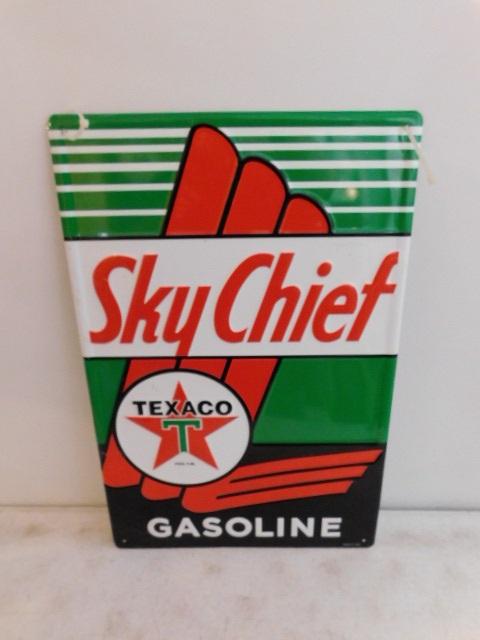 Sky Chief
TEXACO
T
GASOLINE